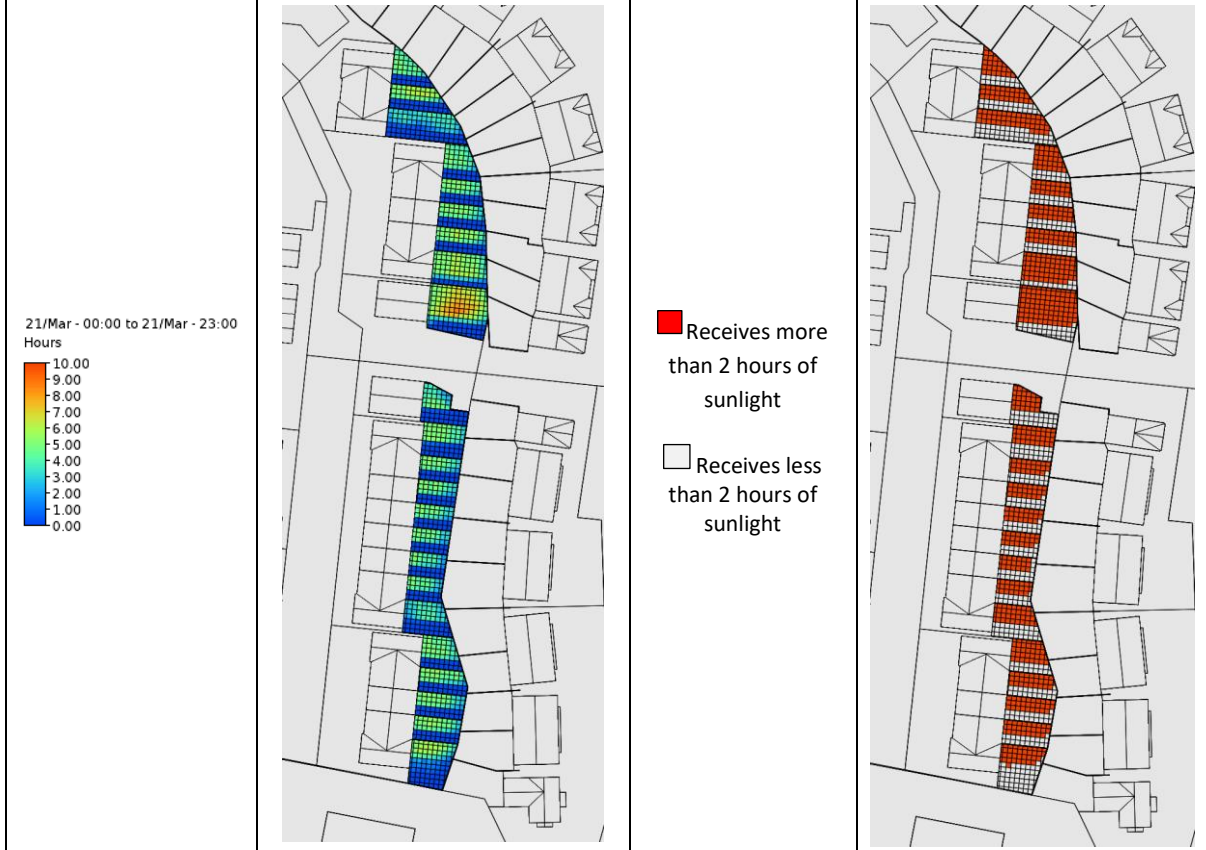 21/Mar - 00:00 to 21/Mar - 23:00
Hours
10.00
9.00
8.00
7.00
6.00
5.00
4.00
3.00
2.00
1.00
0.00
Receives more
than 2 hours of
sunlight
Receives less
than 2 hours of
sunlight